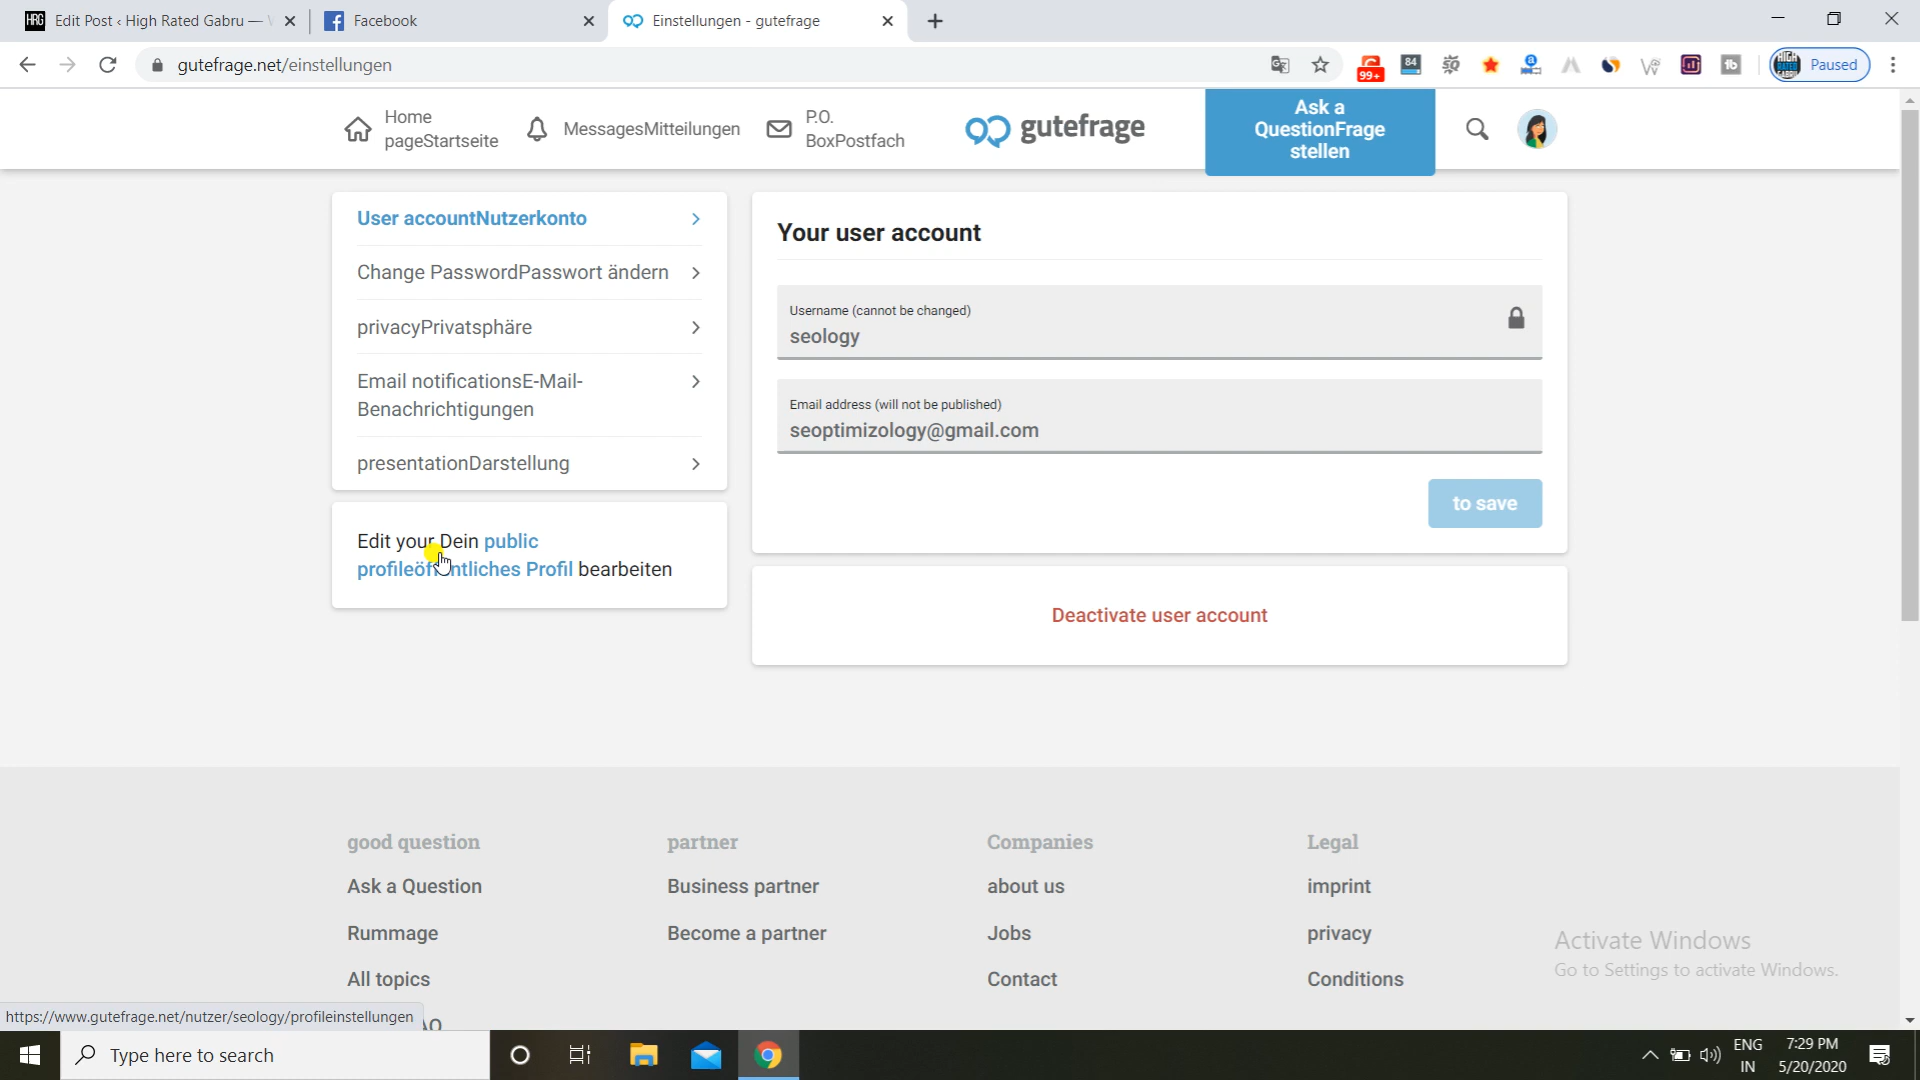 Edit Post ‹ High Rated Gabru —
Facebook
Einstellungen - gutefrage
gutefrage.net/einstellungen
99+
84
Paused
Home
pageStartseite
MessagesMitteilungen
P.O.
BoxPostfach
gutefrage
Ask a
QuestionFrage
stellen
User accountNutzerkonto
Change PasswordPasswort ändern
privacyPrivatsphäre
Email notificationsE-Mail-
Benachrichtigungen
presentationDarstellung
Edit your Dein public
profileöffentliches Profil bearbeiten
Your user account
Username (cannot be changed)
seology
Email address (will not be published)
seoptimizology@gmail.com
to save
Deactivate user account
good question
Ask a Question
Rummage
All topics
partner
Business partner
Become a partner
Companies
about us
Jobs
Contact
Legal
imprint
privacy
Conditions
Activate Windows
Go to Settings to activate Windows.
https://www.gutefrage.net/nutzer/seology/profileinstellungen
Type here to search
ENG
IN
7:29 PM
5/20/2020